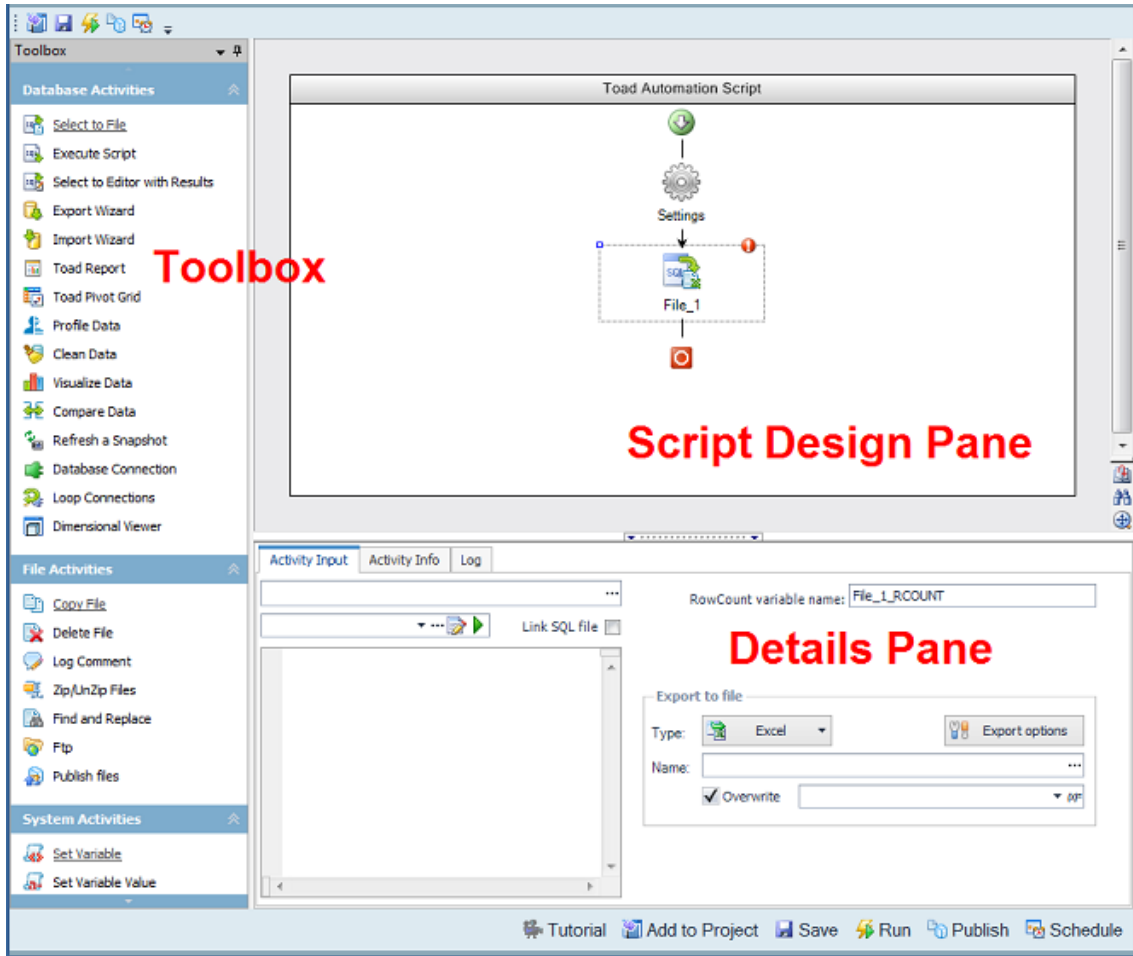 Toolbox
Database Activities
Select to File
Execute Script
Select to Editor with Results
Export Wizard
Import Wizard
Toad Report
Toad Pivot Grid
Profile Data
Clean Data
Visualize Data
Compare Data
Refresh a Snapshot
Database Connection
Loop Connections
Dimensional Viewer
File Activities
Copy File
Delete File
Log Comment
Zip/UnZip Files
Find and Replace
Ftp
Publish files
System Activities
Set Variable
Set Variable Value
Toolbox
Toad Automation Script
Settings
SQL
File_1
Script Design Pane
Activity Input Activity Info Log
RowCount variable name: File_1_RCOUNT
Link SQL file
Details Pane
Export to file
Type: Excel Export options
Name:
Overwrite
Tutorial Add to Project Save Run Publish Schedule